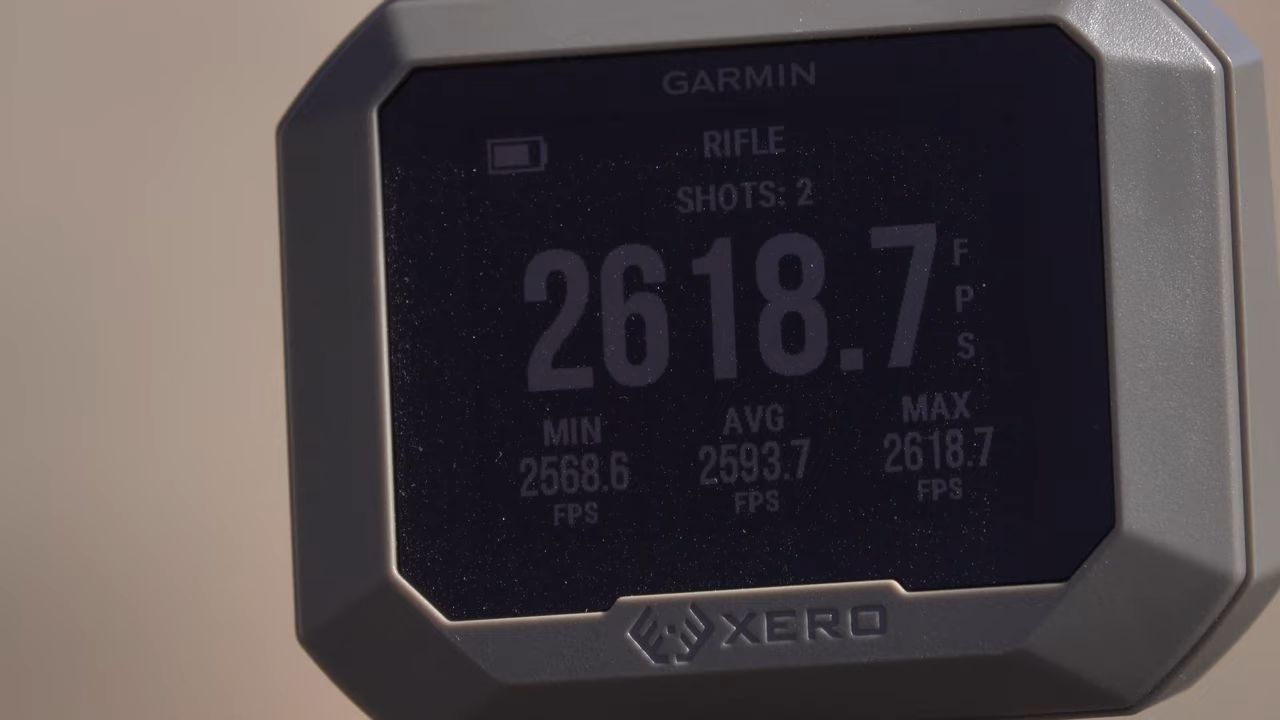 GARMIN
RIFLE
SHOTS: 2
2618.7 FPS
MIN AVG MAX
2568.6 2593.7 2618.7
FPS FPS FPS
XERO